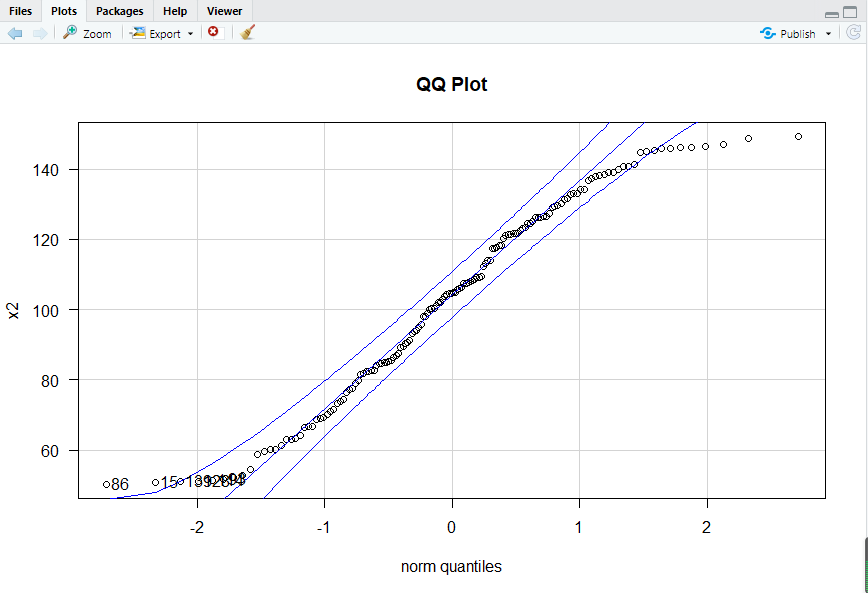 Files Plots Packages Help Viewer
Zoom Export Publish
QQ Plot
x2
140
120
100
80
60
86
15
-2 -1 0 1 2
norm quantiles